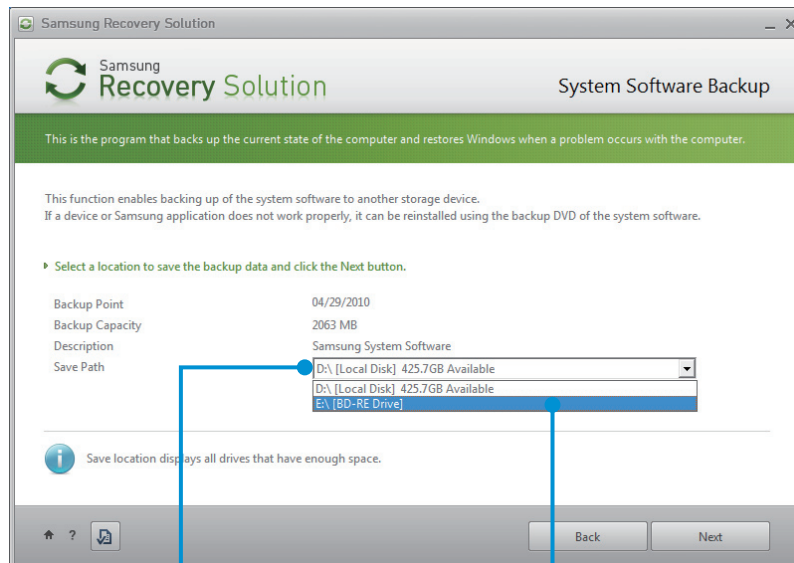 Samsung Recovery Solution
Samsung
Recovery Solution
System Software Backup
This is the program that backs up the current state of the computer and restores Windows when a problem occurs with the computer.
This function enables backing up of the system software to another storage device.
If a device or Samsung application does not work properly, it can be reinstalled using the backup DVD of the system software.
Select a location to save the backup data and click the Next button.
Backup Point 04/29/2010
Backup Capacity 2063 MB
Description Samsung System Software
Save Path D:\ [Local Disk] 425.7GB Available
D:\ [Local Disk] 425.7GB Available
E:\ [BD-RE Drive]
Save location displays all drives that have enough space.
? Back Next